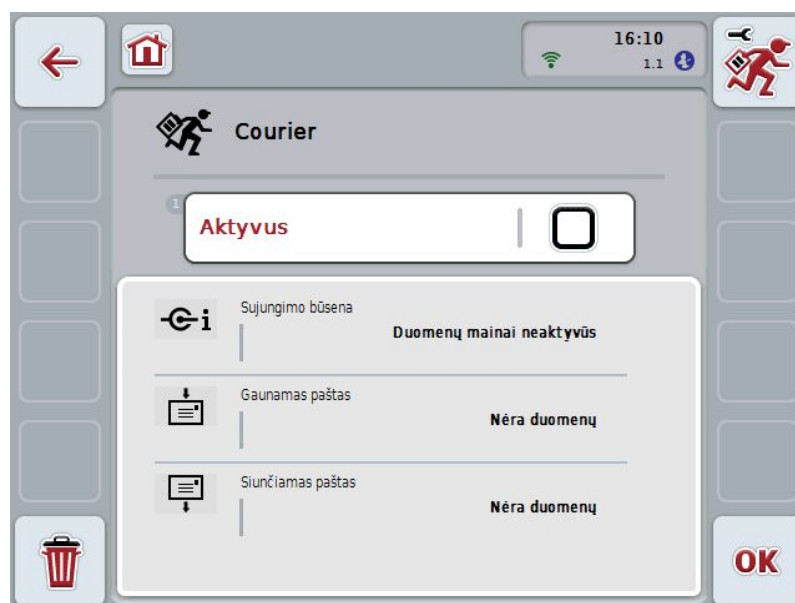 16:10
1.1
Courier
1
Aktyvus
Sujungimo būsena
Duomenų mainai neaktyvūs
Gaunamas paštas
Nėra duomenų
Siunčiamas paštas
Nėra duomenų
OK